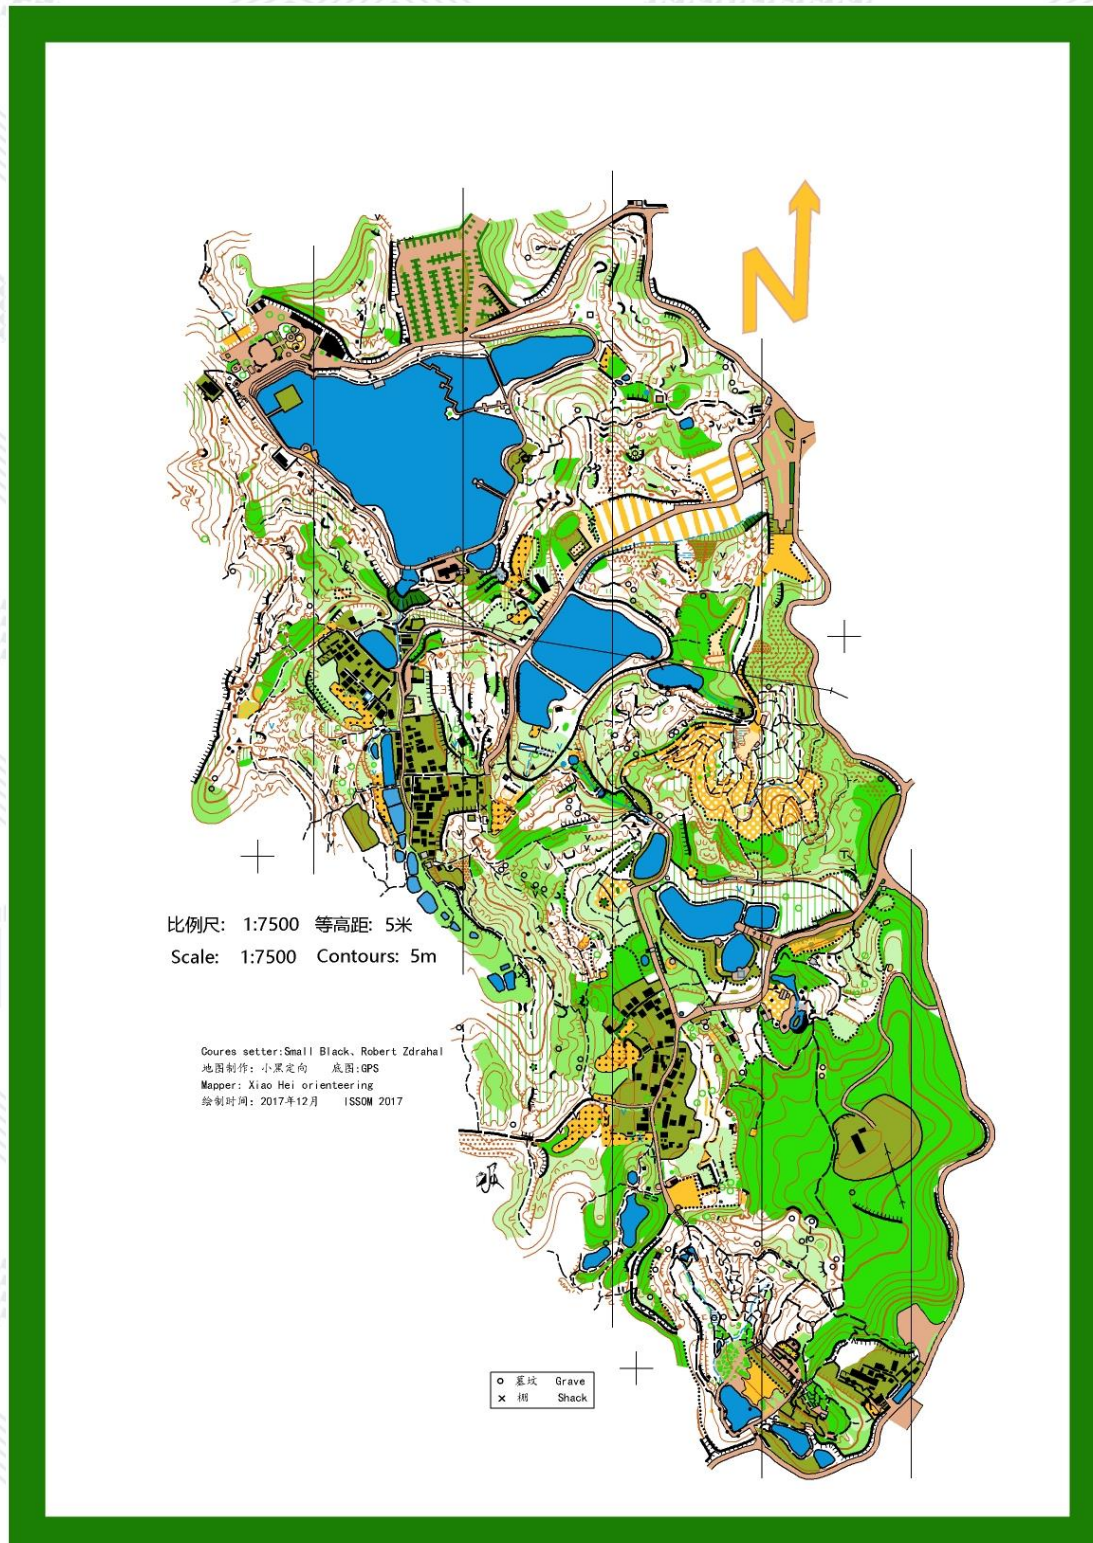 N
比例尺: 1:7500 等高距: 5米
Scale: 1:7500 Contours: 5m
Coures setter:Small Black、Robert Zdrahal
地图制作: 小黑定向 底图:GPS
Mapper: Xiao Hei orienteering
绘制时间: 2017年12月 ISSOM 2017
墓坟 Grave
棚 Shack